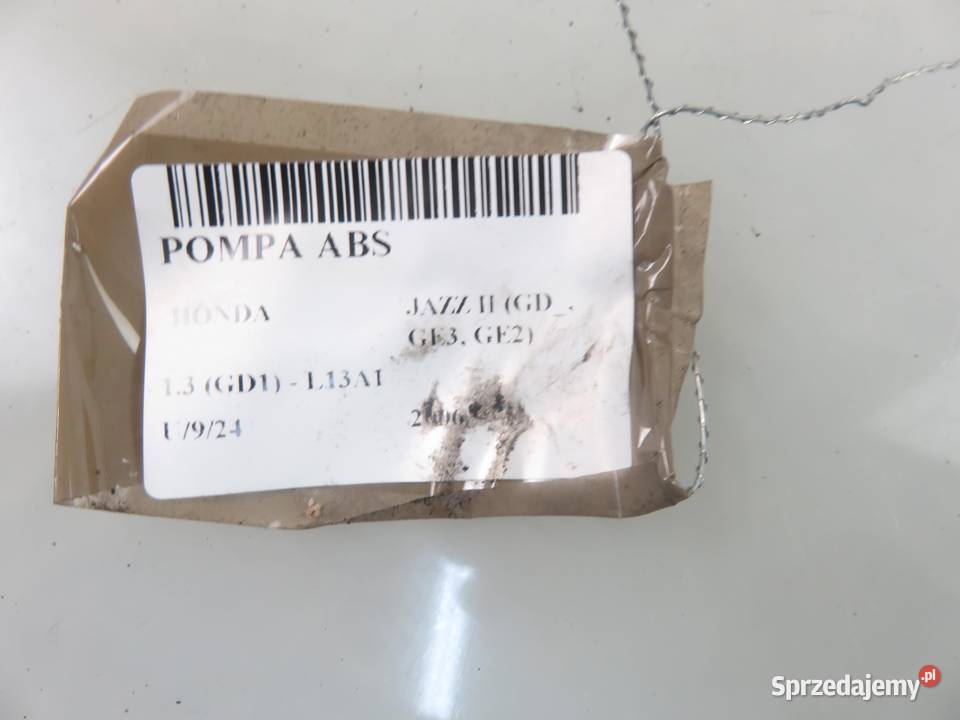 POMPA ABS
HONDA JAZZ II (GD_,
GE3, GE2)
1.3 (GD1) - L13A1
U/9/24
Sprzedajemy.pl